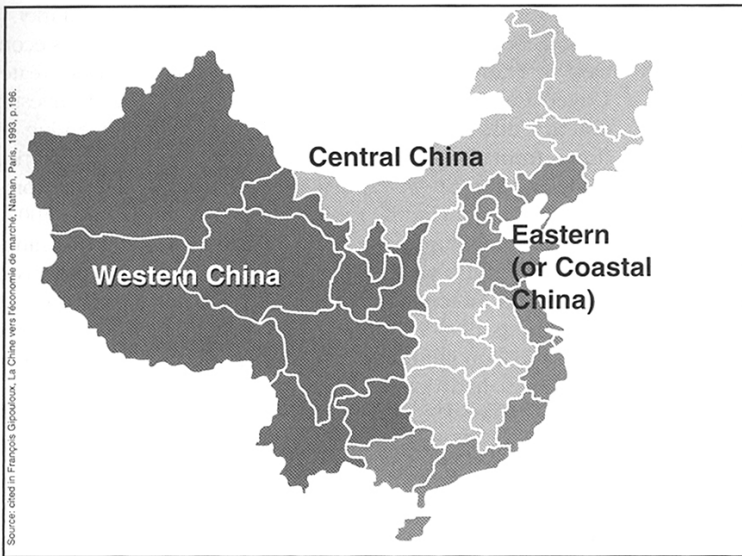 Central China
Eastern
(or Coastal
China)
Western China
Source: cited in François Gipouloux, La Chine vers l'économie de marché, Nathan, Paris, 1993, p.196.